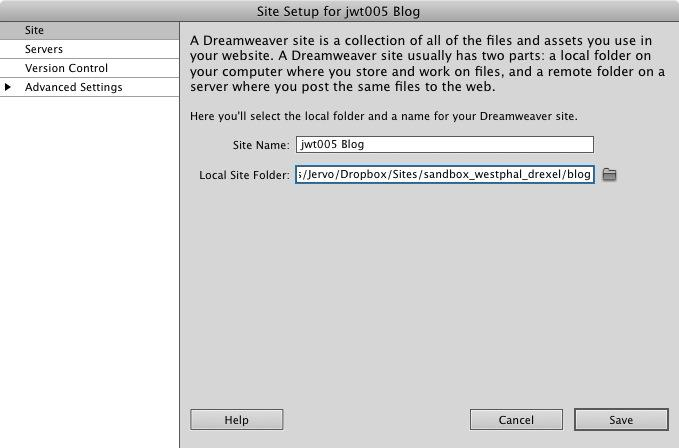 Site Setup for jwt005 Blog
Site
Servers
Version Control
Advanced Settings
A Dreamweaver site is a collection of all of the files and assets you use in
your website. A Dreamweaver site usually has two parts: a local folder on
your computer where you store and work on files, and a remote folder on a
server where you post the same files to the web.
Here you'll select the local folder and a name for your Dreamweaver site.
Site Name: jwt005 Blog
Local Site Folder: s/Jervo/Dropbox/Sites/sandbox_westphal_drexel/blog
Help Cancel Save